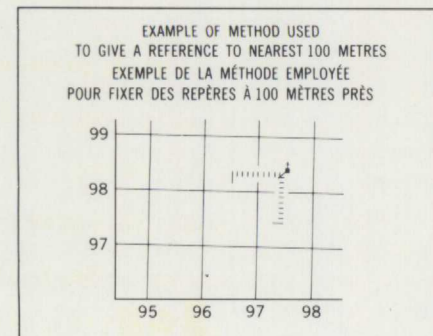 EXAMPLE OF METHOD USED
TO GIVE A REFERENCE TO NEAREST 100 METRES
EXEMPLE DE LA MÉTHODE EMPLOYÉE
POUR FIXER DES REPÈRES À 100 MÈTRES PRÈS
99
98
97
95 96 97 98